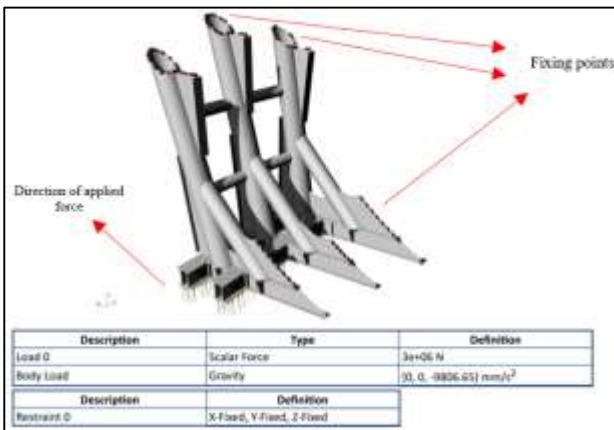 Fixing points
Direction of applied
force
Description Type Definition
Load 0 Scalar Force 3e+06 N
Body Load Gravity (0, 0, -9806.65) mm/s²
Description Definition
Restraint 0 X-Fixed, Y-Fixed, Z-Fixed